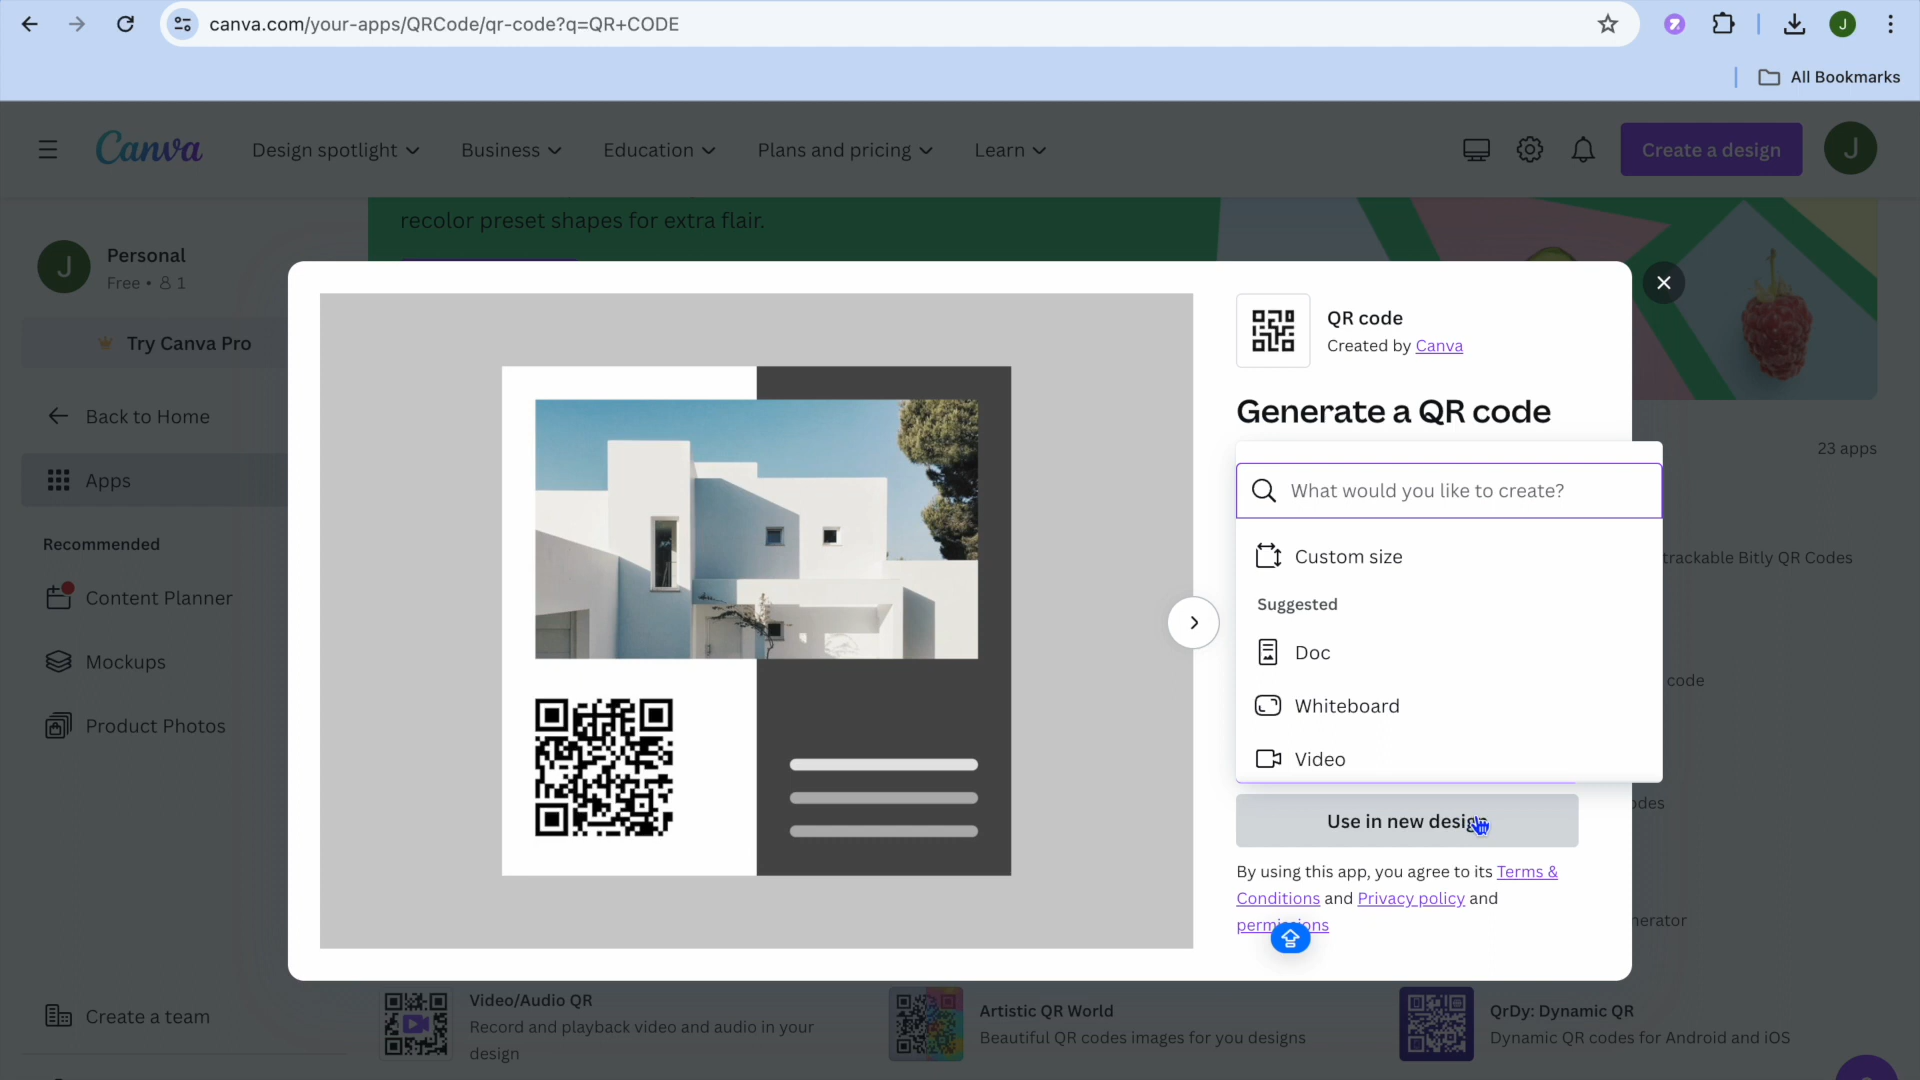 canva.com/your-apps/QRCode/qr-code?q=QR+CODE
J
All Bookmarks
Canva
Design spotlight
Business
Education
Plans and pricing
Learn
Create a design
J
recolor preset shapes for extra flair.
J
Personal
Free • 1
Try Canva Pro
Back to Home
Apps
Recommended
Content Planner
Mockups
Product Photos
Create a team
QR code
Created by Canva
Generate a QR code
What would you like to create?
Custom size
Suggested
Doc
Whiteboard
Video
Use in new design
By using this app, you agree to its Terms &
Conditions and Privacy policy and
permissions
23 apps
trackable Bitly QR Codes
code
Video/Audio QR
Record and playback video and audio in your
design
Artistic QR World
Beautiful QR codes images for you designs
QrDy: Dynamic QR
Dynamic QR codes for Android and iOS